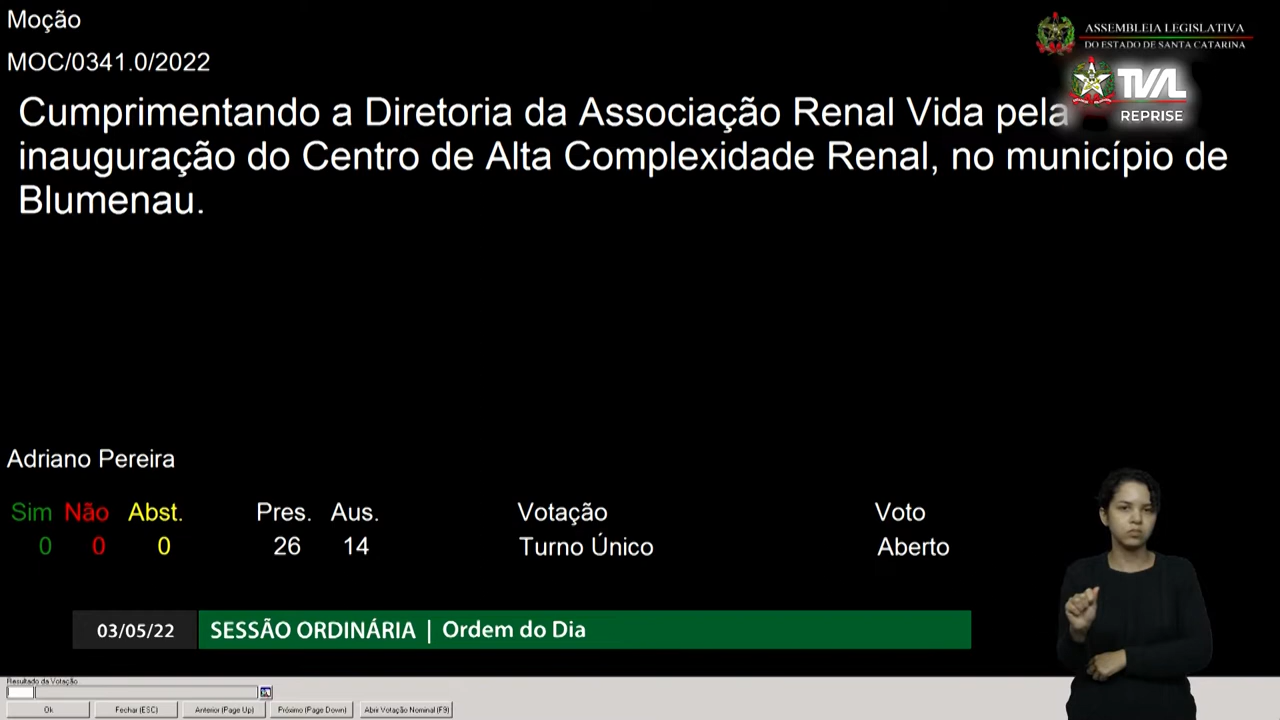 Moção
ASSEMBLEIA LEGISLATIVA
DO ESTADO DE SANTA CATARINA
MOC/0341.0/2022
TVAL
REPRISE
Cumprimentando a Diretoria da Associação Renal Vida pela
inauguração do Centro de Alta Complexidade Renal, no município de
Blumenau.
Adriano Pereira
Sim Não Abst. Pres. Aus. Votação Voto
0 0 0 26 14 Turno Único Aberto
03/05/22 SESSÃO ORDINÁRIA | Ordem do Dia
Resultado da Votação
Ok Fechar (ESC) Anterior (Page Up) Próximo (Page Down) Abrir Votação Nominal (F9)